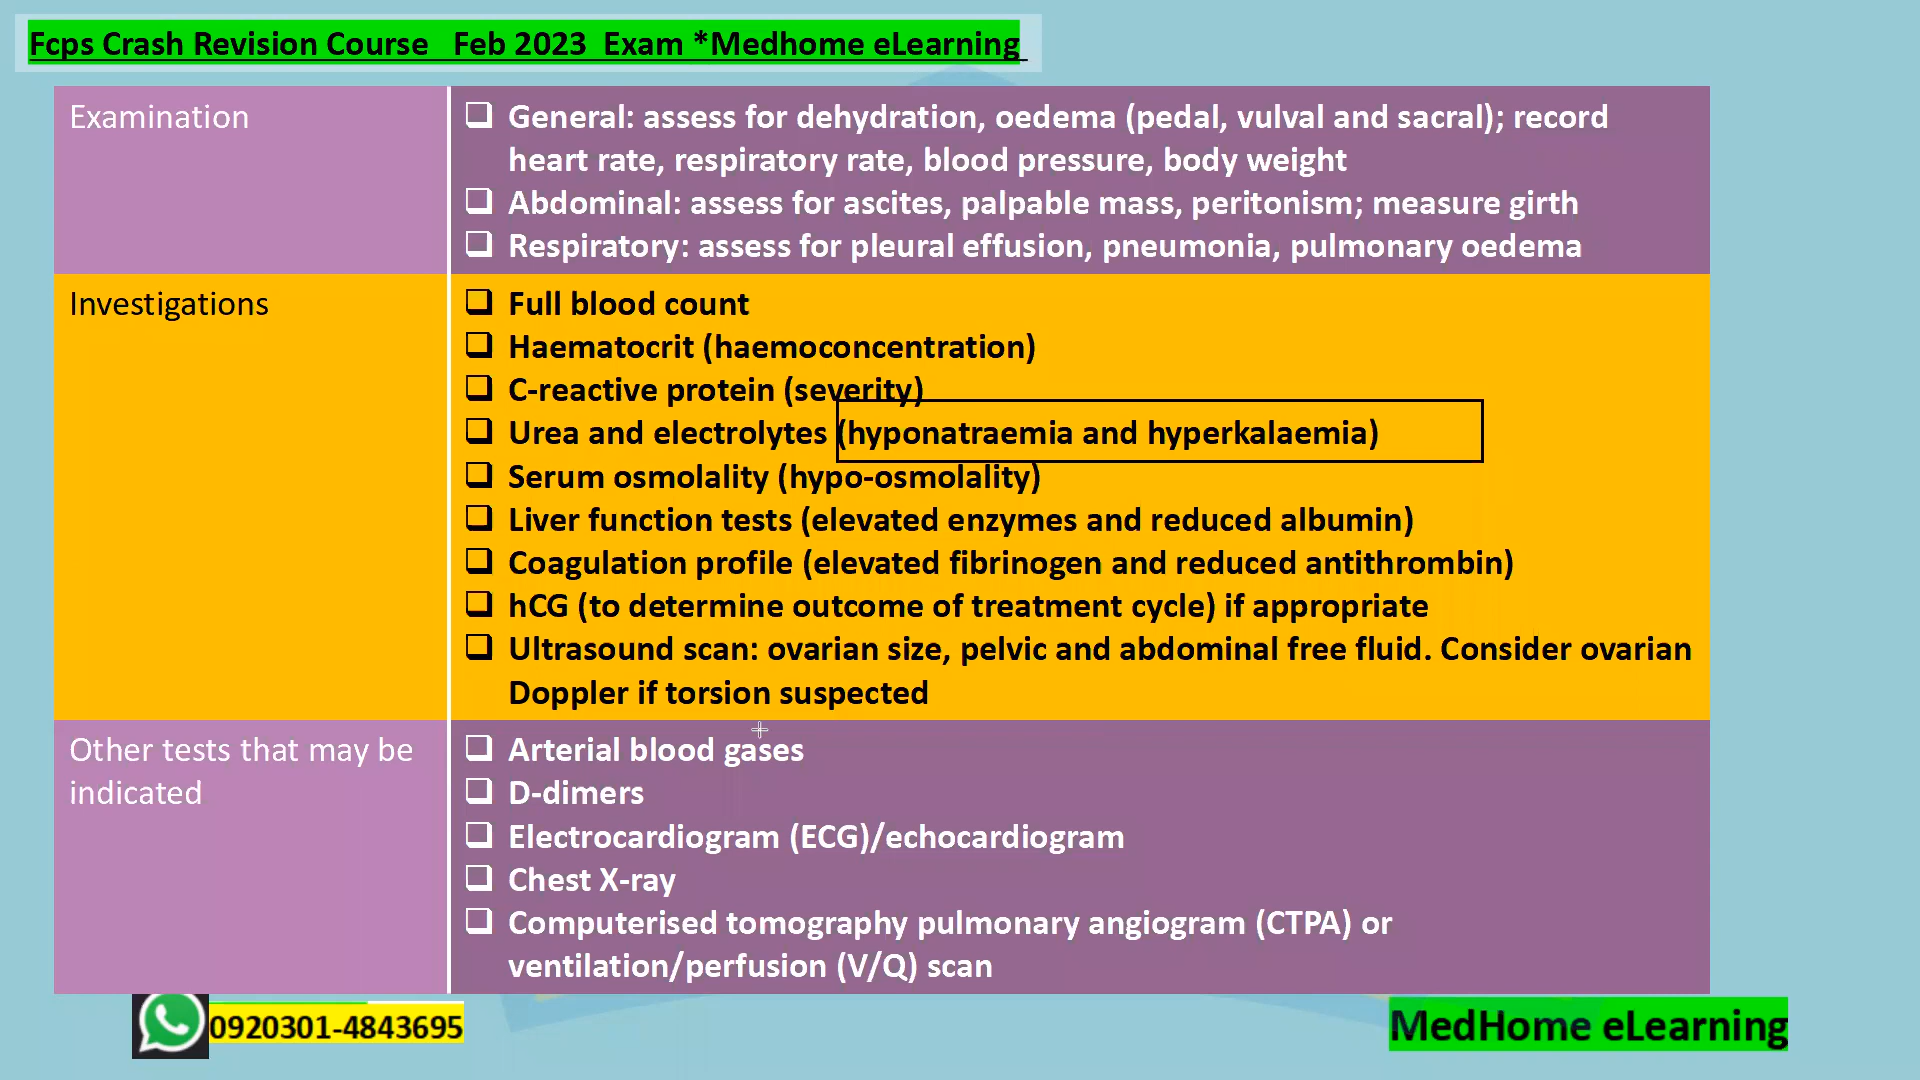 Fcps Crash Revision Course Feb 2023 Exam *Medhome eLearning
Examination
❑ General: assess for dehydration, oedema (pedal, vulval and sacral); record
heart rate, respiratory rate, blood pressure, body weight
❑ Abdominal: assess for ascites, palpable mass, peritonism; measure girth
❑ Respiratory: assess for pleural effusion, pneumonia, pulmonary oedema
Investigations
❑ Full blood count
❑ Haematocrit (haemoconcentration)
❑ C-reactive protein (severity)
❑ Urea and electrolytes (hyponatraemia and hyperkalaemia)
❑ Serum osmolality (hypo-osmolality)
❑ Liver function tests (elevated enzymes and reduced albumin)
❑ Coagulation profile (elevated fibrinogen and reduced antithrombin)
❑ hCG (to determine outcome of treatment cycle) if appropriate
❑ Ultrasound scan: ovarian size, pelvic and abdominal free fluid. Consider ovarian
Doppler if torsion suspected
Other tests that may be
indicated
❑ Arterial blood gases
❑ D-dimers
❑ Electrocardiogram (ECG)/echocardiogram
❑ Chest X-ray
❑ Computerised tomography pulmonary angiogram (CTPA) or
ventilation/perfusion (V/Q) scan
0920301-4843695
MedHome eLearning